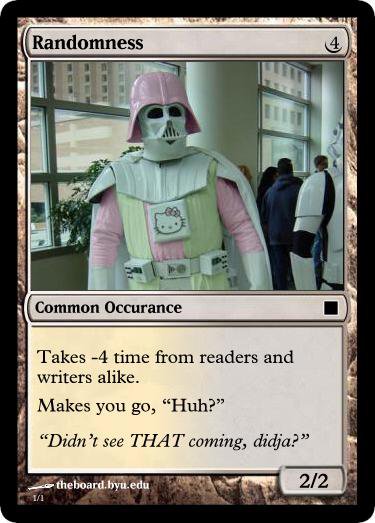 Randomness 4
Common Occurance
Takes -4 time from readers and
writers alike.
Makes you go, “Huh?”
“Didn't see THAT coming, didja?”
2/2
theboard.byu.edu
1/1